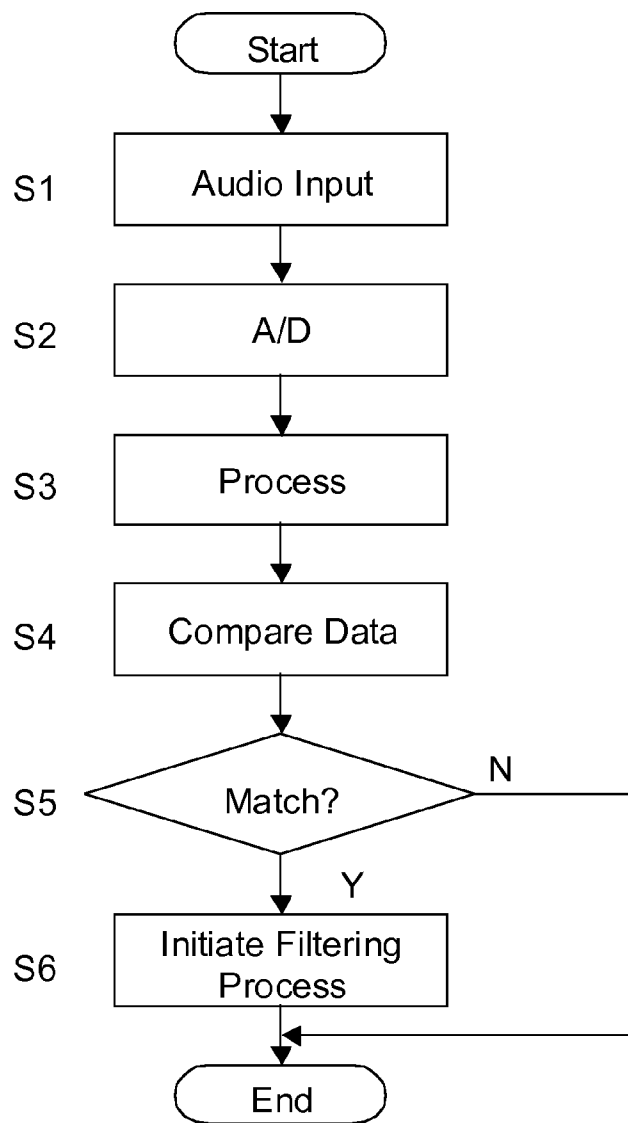 Start
S1
Audio Input
S2
A/D
S3
Process
S4
Compare Data
S5
Match?
N
Y
S6
Initiate Filtering
Process
End